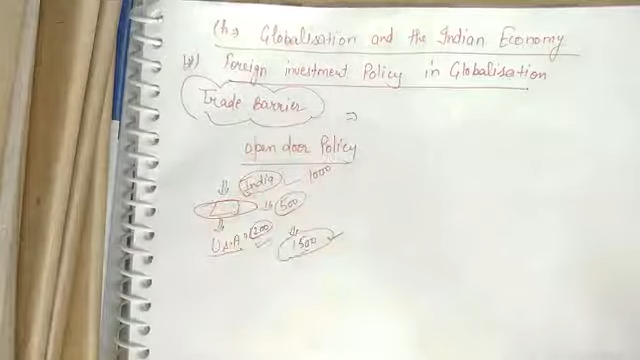 Ch ⇒ Globalisation and the Indian Economy
Foreign investment Policy in Globalisation
Trade Barrier ⇒
open door Policy
⇓ India — 1000
⇓ 500
↓
U.S.A = 200 ⇓ 1500